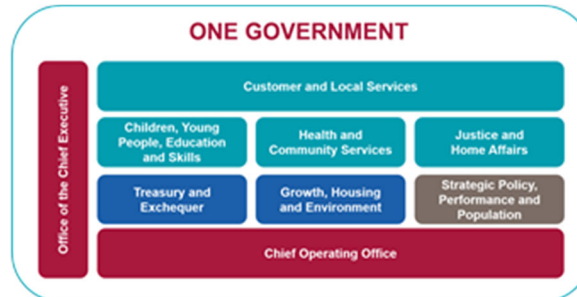 ONE GOVERNMENT
Office of the Chief Executive
Customer and Local Services
Children, Young
People, Education
and Skills
Health and
Community Services
Justice and
Home Affairs
Treasury and
Exchequer
Growth, Housing
and Environment
Strategic Policy,
Performance and
Population
Chief Operating Office